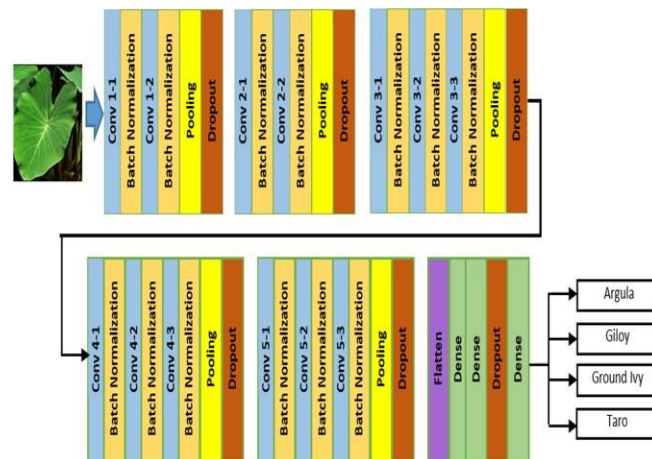 Conv 1-1
Batch Normalization
Conv 1-2
Batch Normalization
Pooling
Dropout
Conv 2-1
Batch Normalization
Conv 2-2
Batch Normalization
Pooling
Dropout
Conv 3-1
Batch Normalization
Conv 3-2
Batch Normalization
Conv 3-3
Batch Normalization
Pooling
Dropout
Conv 4-1
Batch Normalization
Conv 4-2
Batch Normalization
Conv 4-3
Batch Normalization
Pooling
Dropout
Conv 5-1
Batch Normalization
Conv 5-2
Batch Normalization
Conv 5-3
Batch Normalization
Pooling
Dropout
Flatten
Dense
Dense
Dropout
Dense
Argula
Giloy
Ground Ivy
Taro